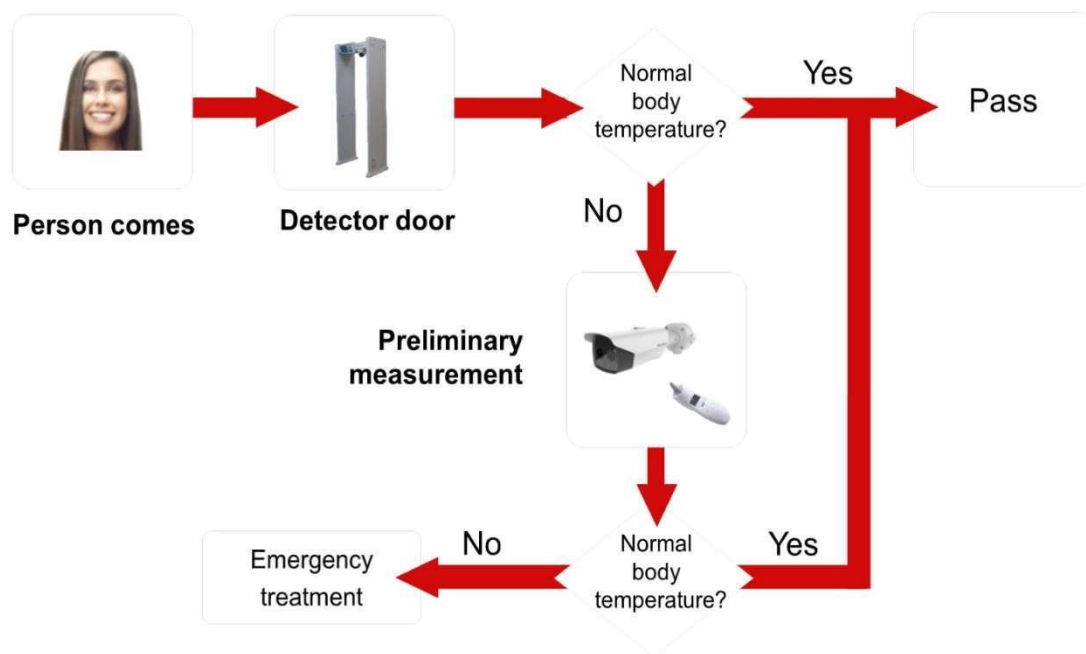 Normal
body
temperature?
Yes
Pass
Person comes
Detector door
No
Preliminary
measurement
No
Normal
body
temperature?
Yes
Emergency
treatment